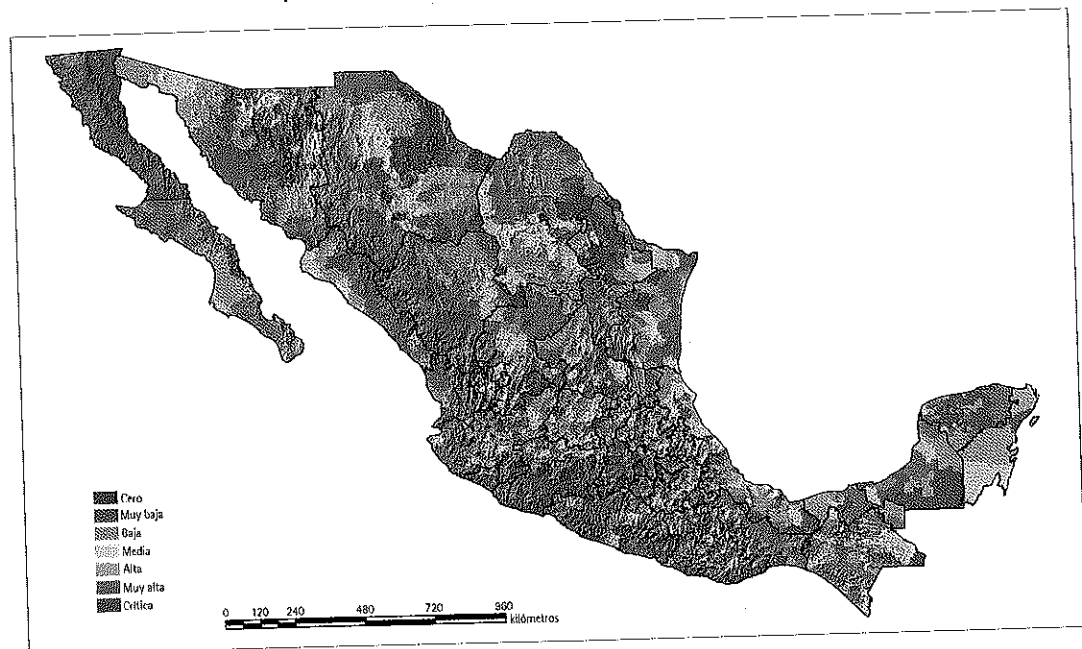 Cero
Muy baja
Baja
Media
Alta
Muy alta
Crítica
0 120 240 480 720 960
kilómetros